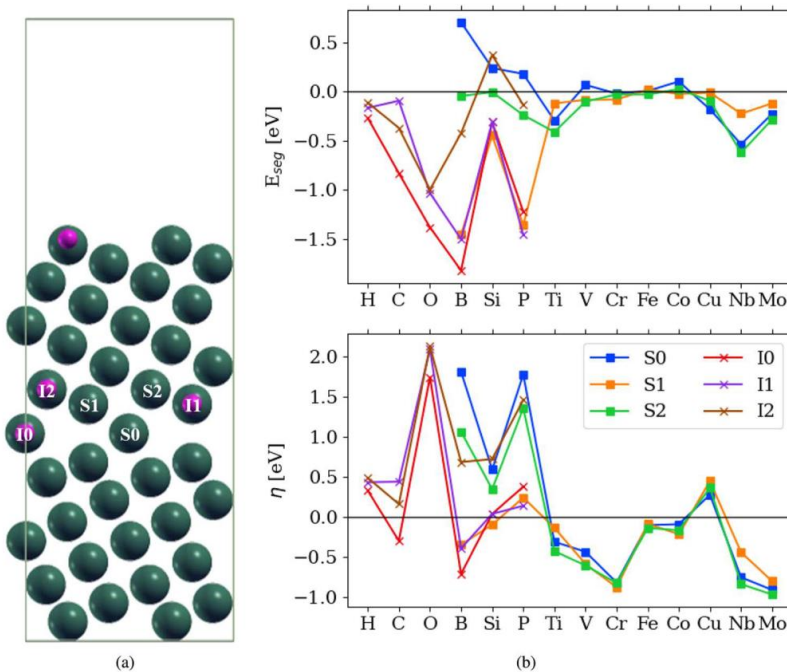 I2
S1
S2
I1
I0
S0
(a)
0.5
0.0
−0.5
−1.0
−1.5
E_seg [eV]
H C O B Si P Ti V Cr Fe Co Cu Nb Mo
2.0
1.5
1.0
0.5
0.0
−0.5
−1.0
η [eV]
S0 I0
S1 I1
S2 I2
H C O B Si P Ti V Cr Fe Co Cu Nb Mo
(b)